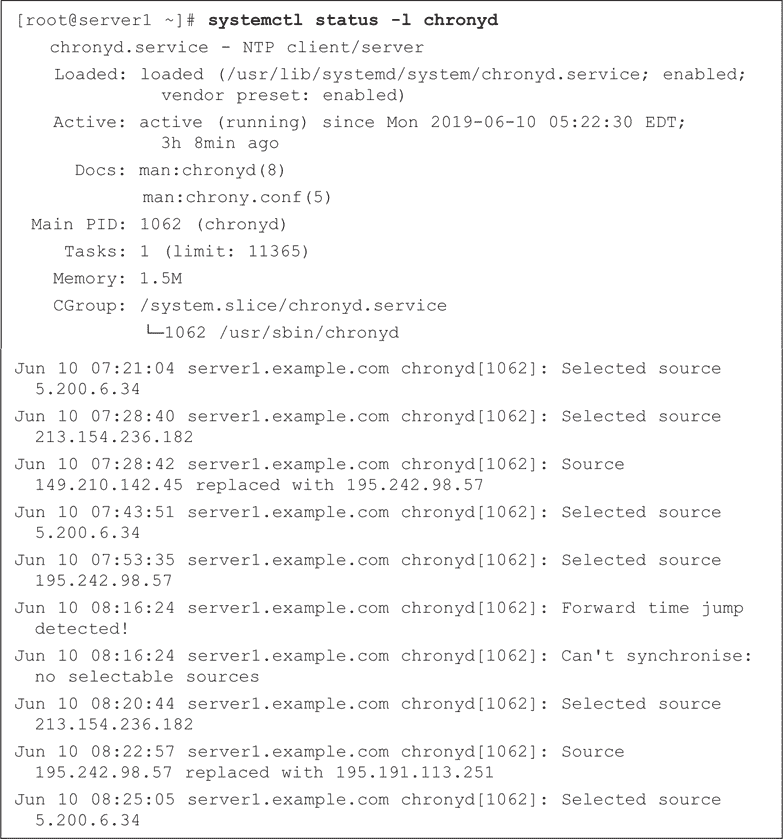 [root@server1 ~]# systemctl status -l chronyd
chronyd.service - NTP client/server
Loaded: loaded (/usr/lib/systemd/system/chronyd.service; enabled;
vendor preset: enabled)
Active: active (running) since Mon 2019-06-10 05:22:30 EDT;
3h 8min ago
Docs: man:chronyd(8)
man:chrony.conf(5)
Main PID: 1062 (chronyd)
Tasks: 1 (limit: 11365)
Memory: 1.5M
CGroup: /system.slice/chronyd.service
└─1062 /usr/sbin/chronyd
Jun 10 07:21:04 server1.example.com chronyd[1062]: Selected source
5.200.6.34
Jun 10 07:28:40 server1.example.com chronyd[1062]: Selected source
213.154.236.182
Jun 10 07:28:42 server1.example.com chronyd[1062]: Source
149.210.142.45 replaced with 195.242.98.57
Jun 10 07:43:51 server1.example.com chronyd[1062]: Selected source
5.200.6.34
Jun 10 07:53:35 server1.example.com chronyd[1062]: Selected source
195.242.98.57
Jun 10 08:16:24 server1.example.com chronyd[1062]: Forward time jump
detected!
Jun 10 08:16:24 server1.example.com chronyd[1062]: Can't synchronise:
no selectable sources
Jun 10 08:20:44 server1.example.com chronyd[1062]: Selected source
213.154.236.182
Jun 10 08:22:57 server1.example.com chronyd[1062]: Source
195.242.98.57 replaced with 195.191.113.251
Jun 10 08:25:05 server1.example.com chronyd[1062]: Selected source
5.200.6.34